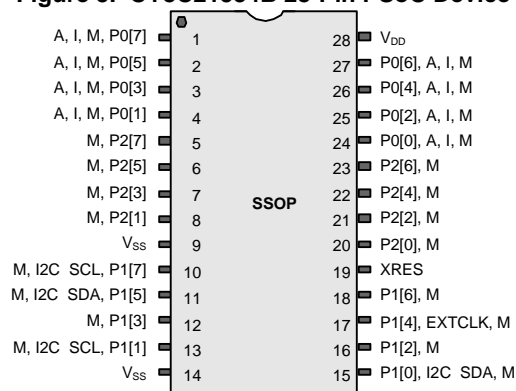 Figure 28-Pin PSoC Device
A, I, M, P0[7] 1 28 VDD
A, I, M, P0[5] 2 27 P0[6], A, I, M
A, I, M, P0[3] 3 26 P0[4], A, I, M
A, I, M, P0[1] 4 25 P0[2], A, I, M
M, P2[7] 5 24 P0[0], A, I, M
M, P2[5] 6 23 P2[6], M
M, P2[3] 7 SSOP 22 P2[4], M
M, P2[1] 8 21 P2[2], M
VSS 9 20 P2[0], M
M, I2C SCL, P1[7] 10 19 XRES
M, I2C SDA, P1[5] 11 18 P1[6], M
M, P1[3] 12 17 P1[4], EXTCLK, M
M, I2C SCL, P1[1] 13 16 P1[2], M
VSS 14 15 P1[0], I2C SDA, M